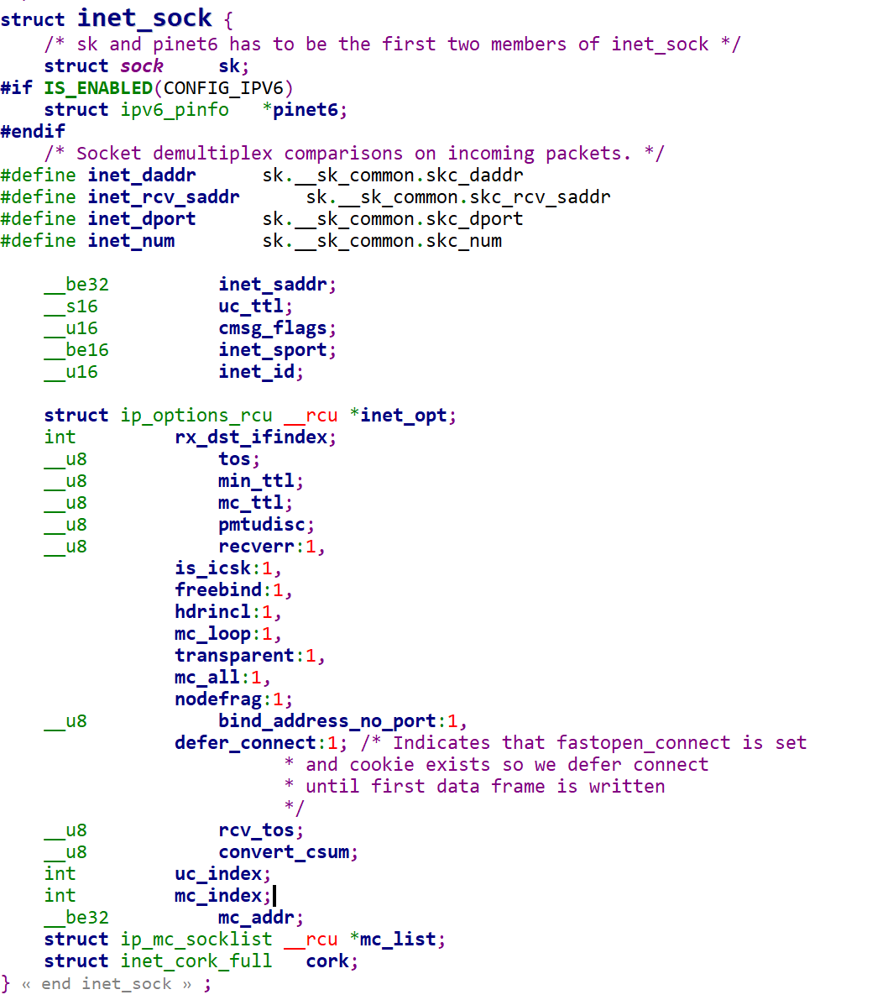 struct inet_sock {
    /* sk and pinet6 has to be the first two members of inet_sock */
    struct sock     sk;
#if IS_ENABLED(CONFIG_IPV6)
    struct ipv6_pinfo   *pinet6;
#endif
    /* Socket demultiplex comparisons on incoming packets. */
#define inet_daddr      sk.__sk_common.skc_daddr
#define inet_rcv_saddr      sk.__sk_common.skc_rcv_saddr
#define inet_dport      sk.__sk_common.skc_dport
#define inet_num        sk.__sk_common.skc_num

    __be32          inet_saddr;
    __s16           uc_ttl;
    __u16           cmsg_flags;
    __be16          inet_sport;
    __u16           inet_id;

    struct ip_options_rcu __rcu *inet_opt;
    int         rx_dst_ifindex;
    __u8            tos;
    __u8            min_ttl;
    __u8            mc_ttl;
    __u8            pmtudisc;
    __u8            recverr:1,
                is_icsk:1,
                freebind:1,
                hdrincl:1,
                mc_loop:1,
                transparent:1,
                mc_all:1,
                nodefrag:1;
    __u8            bind_address_no_port:1,
                defer_connect:1; /* Indicates that fastopen_connect is set
                          * and cookie exists so we defer connect
                          * until first data frame is written
                          */
    __u8            rcv_tos;
    __u8            convert_csum;
    int         uc_index;
    int         mc_index;
    __be32          mc_addr;
    struct ip_mc_socklist __rcu *mc_list;
    struct inet_cork_full   cork;
} « end inet_sock » ;